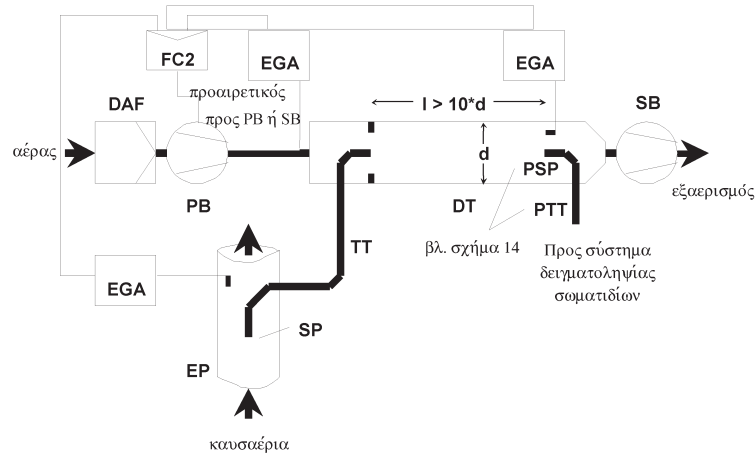 FC2
EGA
EGA
προαιρετικός
DAF
l > 10*d
SB
προς PB ή SB
αέρας
d
PSP
εξαερισμός
PB
DT
PTT
TT
βλ. σχήμα 14
Προς σύστημα
δειγματοληψίας
σωματιδίων
EGA
SP
EP
καυσαέρια